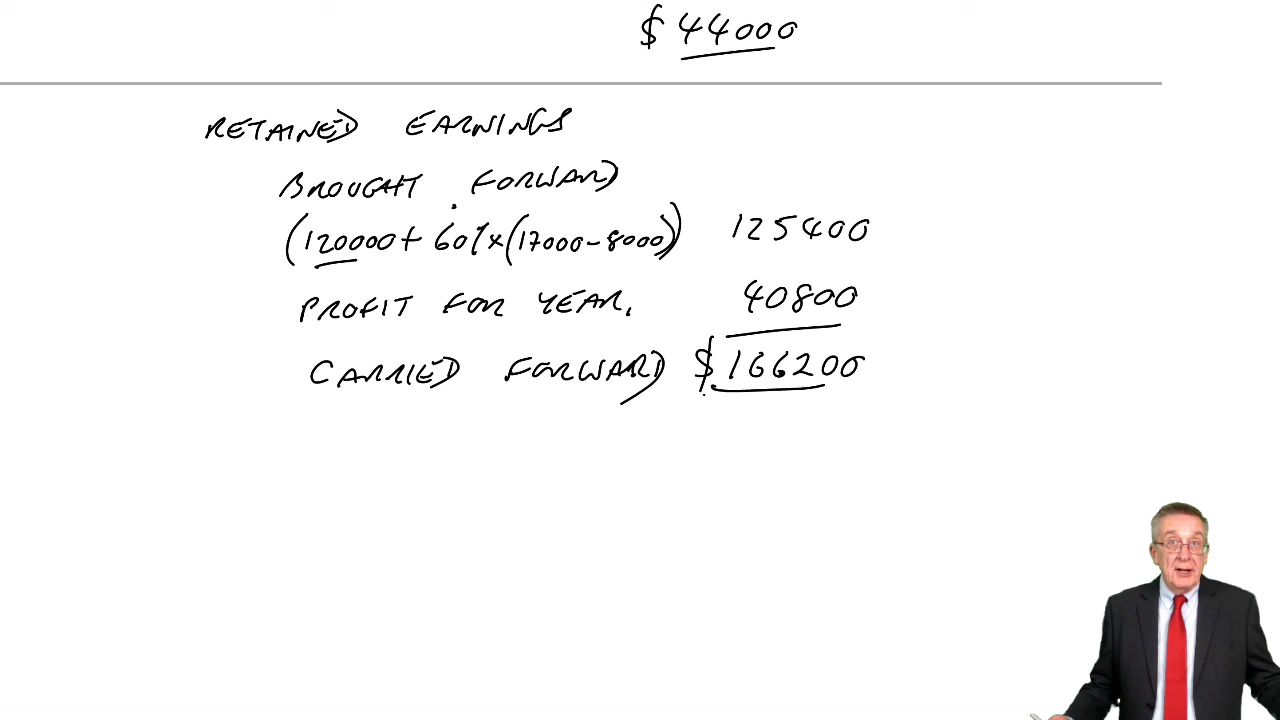 $ 44000
RETAINED EARNINGS
BROUGHT FORWARD
(120000 + 60% × (17000 - 8000)) 125400
PROFIT FOR YEAR. 40800
CARRIED FORWARD $ 166200